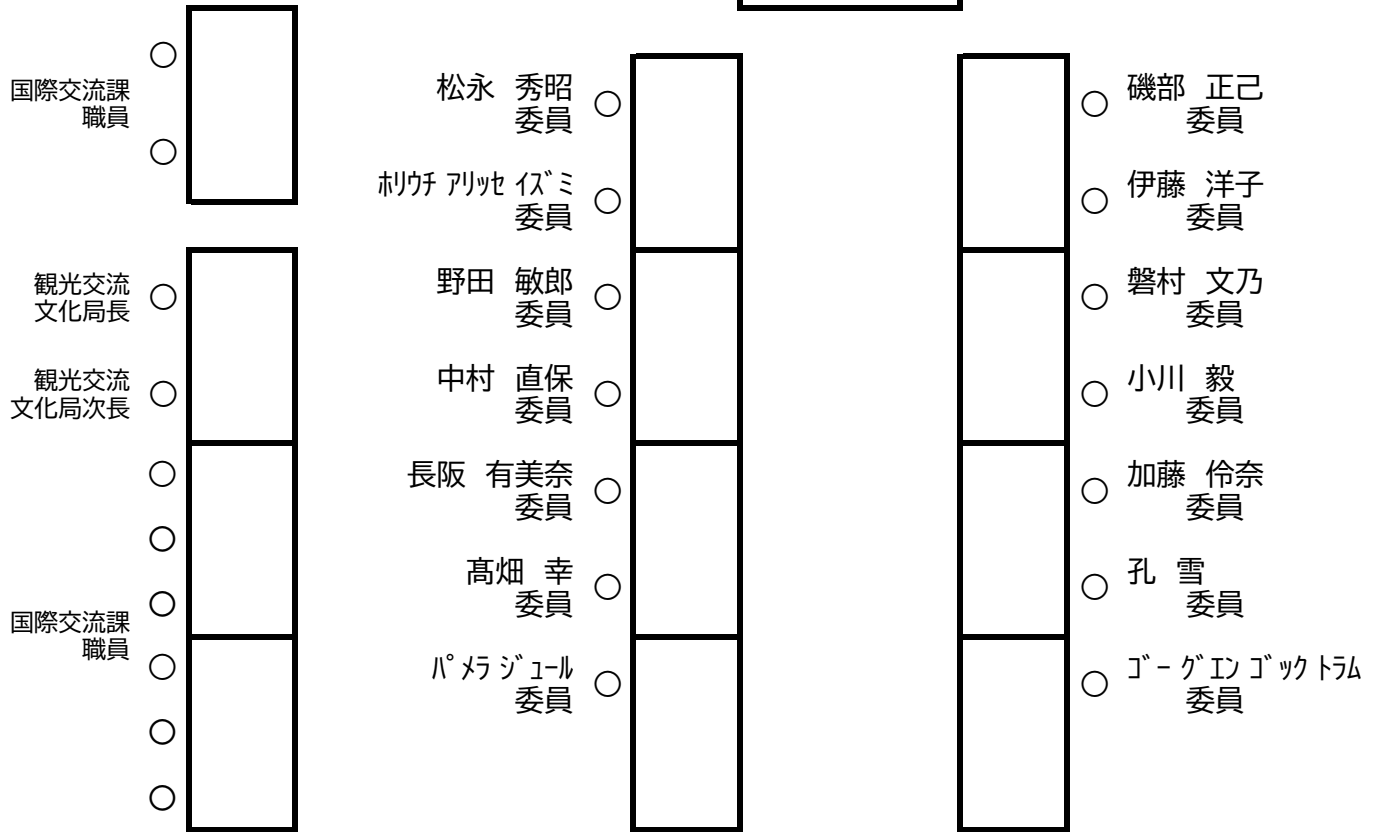 国際交流課
職員
観光交流
文化局長
観光交流
文化局次長
国際交流課
職員
松永 秀昭
委員
ﾎﾘｳﾁ ｱﾘｯｾ ｲｽﾞﾐ
委員
野田 敏郎
委員
中村 直保
委員
長阪 有美奈
委員
髙畑 幸
委員
ﾊﾟﾒﾗ ｼﾞｭｰﾙ
委員
磯部 正己
委員
伊藤 洋子
委員
磐村 文乃
委員
小川 毅
委員
加藤 伶奈
委員
孔 雪
委員
ｺﾞｰ ｸﾞｴﾝ ｺﾞｯｸ ﾄﾗﾑ
委員